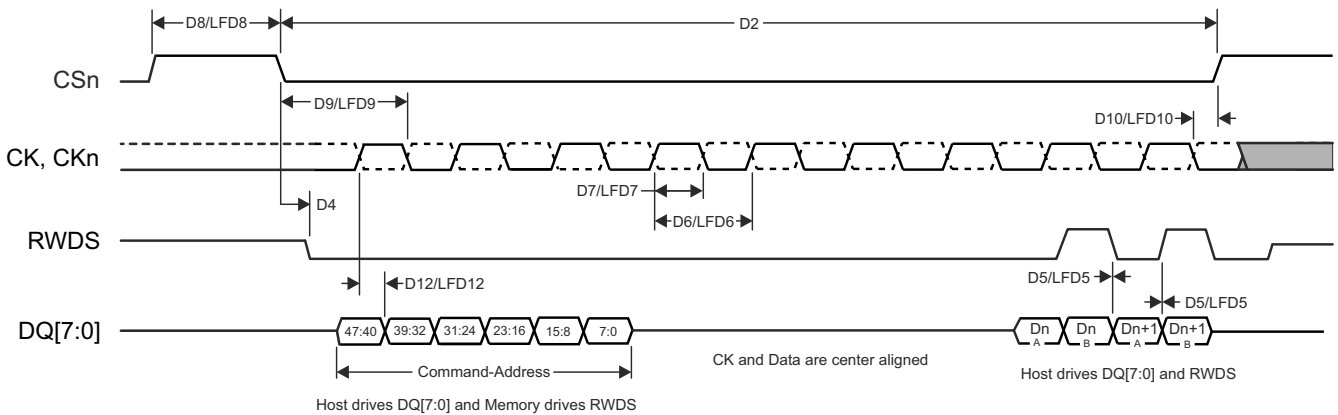 D8/LFD8
D2
CSn
D9/LFD9
D10/LFD10
CK, CKn
D7/LFD7
D4
D6/LFD6
RWDS
D12/LFD12
D5/LFD5
D5/LFD5
DQ[7:0]
47:40 39:32 31:24 23:16 15:8 7:0
Dn A Dn B Dn+1 A Dn+1 B
Command-Address
CK and Data are center aligned
Host drives DQ[7:0] and RWDS
Host drives DQ[7:0] and Memory drives RWDS